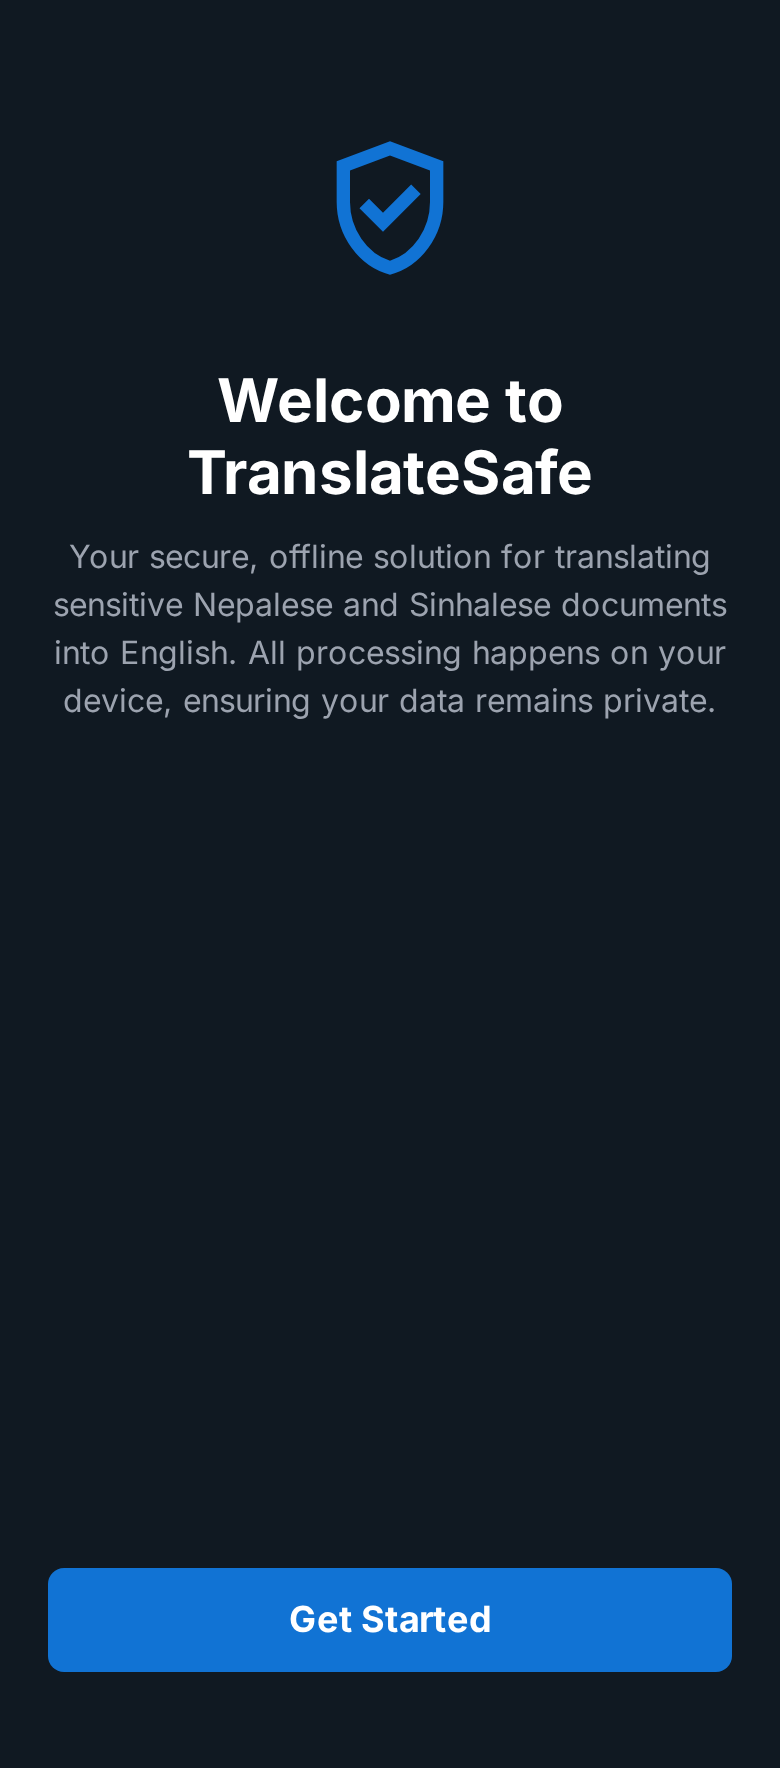 Welcome to
TranslateSafe
Your secure, offline solution for translating
sensitive Nepalese and Sinhalese documents
into English. All processing happens on your
device, ensuring your data remains private.
Get Started